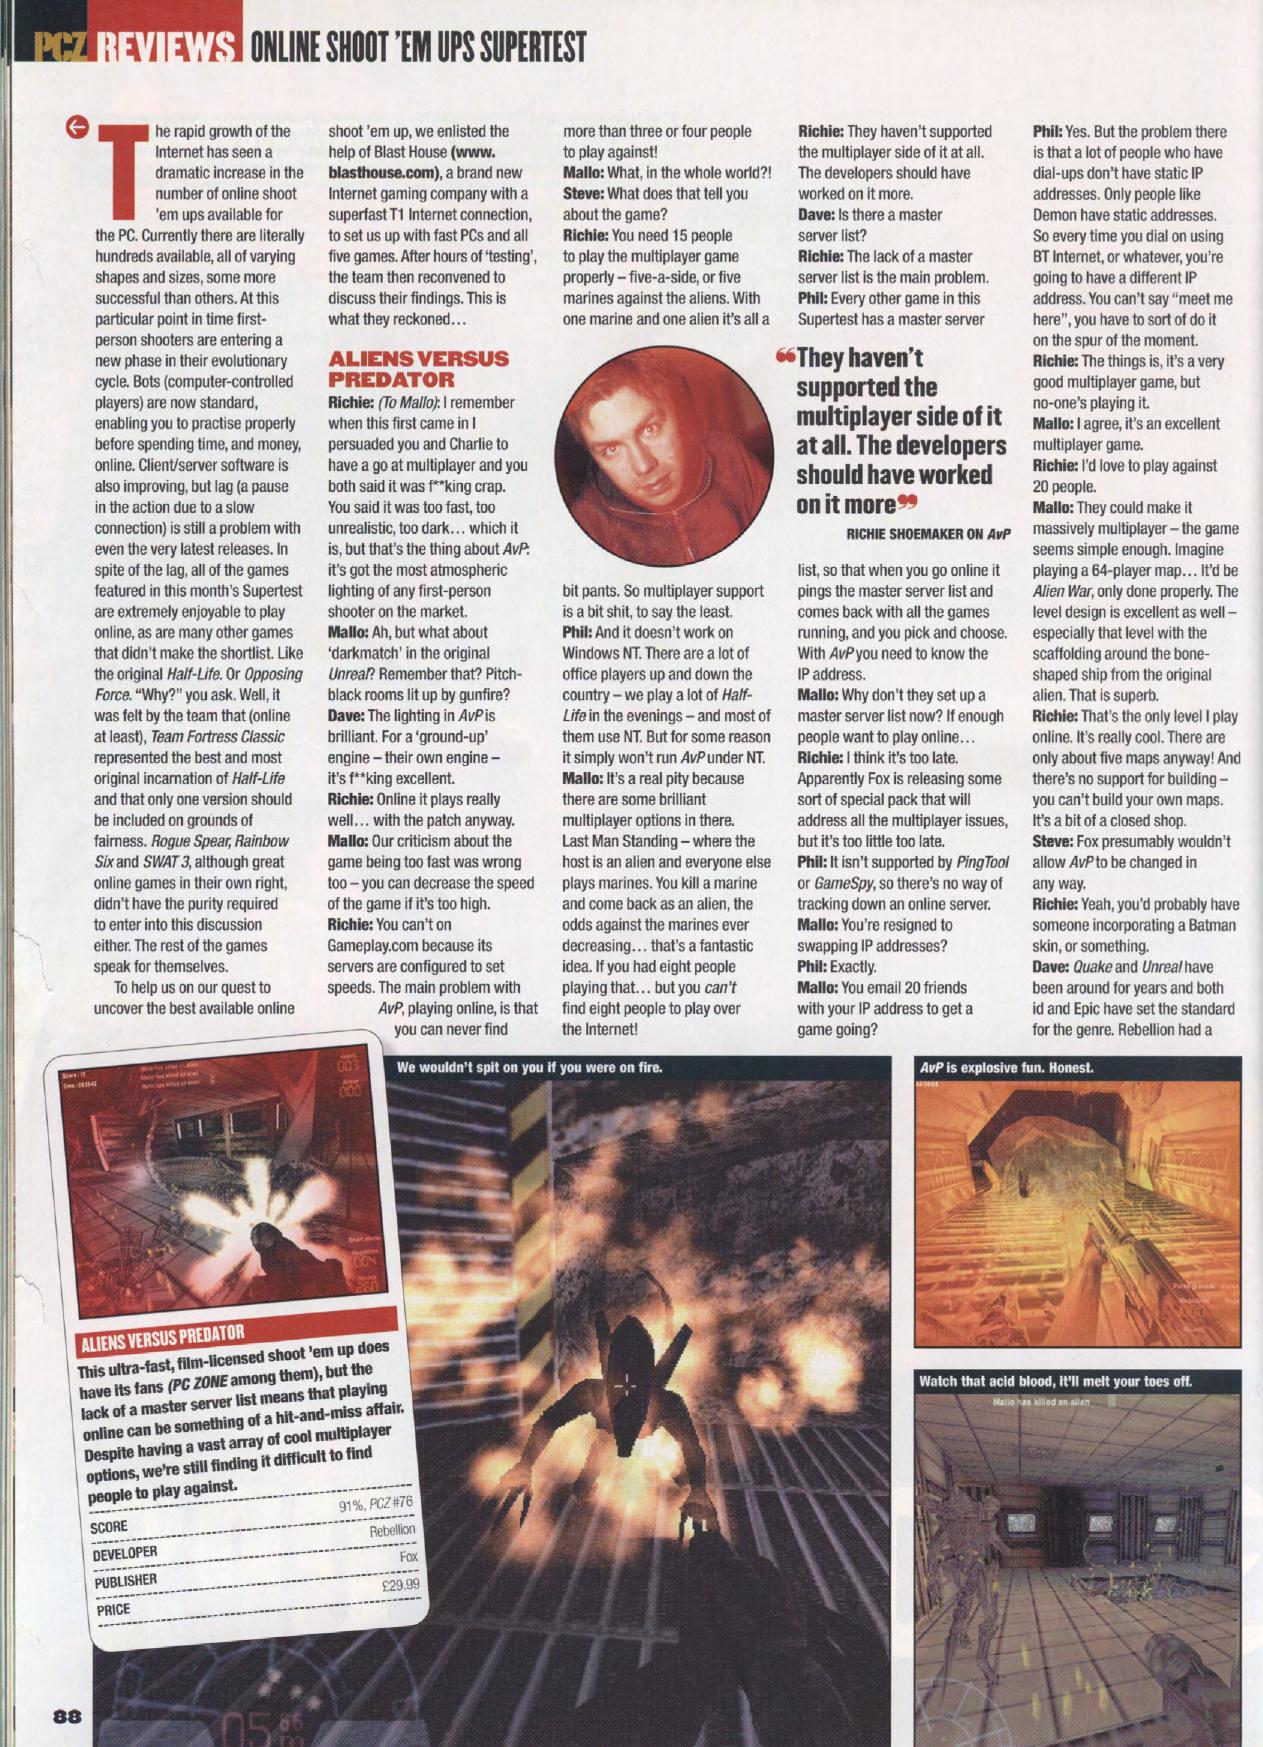 PCZ REVIEWS ONLINE SHOOT 'EM UPS SUPERTEST
The rapid growth of the
Internet has seen a
dramatic increase in the
number of online shoot
'em ups available for
the PC. Currently there are literally
hundreds available, all of varying
shapes and sizes, some more
successful than others. At this
particular point in time first-
person shooters are entering a
new phase in their evolutionary
cycle. Bots (computer-controlled
players) are now standard,
enabling you to practise properly
before spending time, and money,
online. Client/server software is
also improving, but lag (a pause
in the action due to a slow
connection) is still a problem with
even the very latest releases. In
spite of the lag, all of the games
featured in this month's Supertest
are extremely enjoyable to play
online, as are many other games
that didn't make the shortlist. Like
the original Half-Life. Or Opposing
Force. "Why?" you ask. Well, it
was felt by the team that (online
at least), Team Fortress Classic
represented the best and most
original incarnation of Half-Life
and that only one version should
be included on grounds of
fairness. Rogue Spear, Rainbow
Six and SWAT 3, although great
online games in their own right,
didn't have the purity required
to enter into this discussion
either. The rest of the games
speak for themselves.
To help us on our quest to
uncover the best available online
shoot 'em up, we enlisted the
help of Blast House (www.
blasthouse.com), a brand new
Internet gaming company with a
superfast T1 Internet connection,
to set us up with fast PCs and all
five games. After hours of 'testing',
the team then reconvened to
discuss their findings. This is
what they reckoned...
ALIENS VERSUS
PREDATOR
Richie: (To Mallo): I remember
when this first came in I
persuaded you and Charlie to
have a go at multiplayer and you
both said it was f**king crap.
You said it was too fast, too
unrealistic, too dark... which it
is, but that's the thing about AvP:
it's got the most atmospheric
lighting of any first-person
shooter on the market.
Mallo: Ah, but what about
'darkmatch' in the original
Unreal? Remember that? Pitch-
black rooms lit up by gunfire?
Dave: The lighting in AvP is
brilliant. For a 'ground-up'
engine – their own engine –
it's f**king excellent.
Richie: Online it plays really
well... with the patch anyway.
Mallo: Our criticism about the
game being too fast was wrong
too – you can decrease the speed
of the game if it's too high.
Richie: You can't on
Gameplay.com because its
servers are configured to set
speeds. The main problem with
AvP, playing online, is that
you can never find
more than three or four people
to play against!
Mallo: What, in the whole world?!
Steve: What does that tell you
about the game?
Richie: You need 15 people
to play the multiplayer game
properly – five-a-side, or five
marines against the aliens. With
one marine and one alien it's all a
bit pants. So multiplayer support
is a bit shit, to say the least.
Phil: And it doesn't work on
Windows NT. There are a lot of
office players up and down the
country – we play a lot of Half-
Life in the evenings – and most of
them use NT. But for some reason
it simply won't run AvP under NT.
Mallo: It's a real pity because
there are some brilliant
multiplayer options in there.
Last Man Standing – where the
host is an alien and everyone else
plays marines. You kill a marine
and come back as an alien, the
odds against the marines ever
decreasing... that's a fantastic
idea. If you had eight people
playing that... but you can't
find eight people to play over
the Internet!
Richie: They haven't supported
the multiplayer side of it at all.
The developers should have
worked on it more.
Dave: Is there a master
server list?
Richie: The lack of a master
server list is the main problem.
Phil: Every other game in this
Supertest has a master server
“They haven't
supported the
multiplayer side of it
at all. The developers
should have worked
on it more”
RICHIE SHOEMAKER ON AvP
list, so that when you go online it
pings the master server list and
comes back with all the games
running, and you pick and choose.
With AvP you need to know the
IP address.
Mallo: Why don't they set up a
master server list now? If enough
people want to play online...
Richie: I think it's too late.
Apparently Fox is releasing some
sort of special pack that will
address all the multiplayer issues,
but it's too little too late.
Phil: It isn't supported by PingTool
or GameSpy, so there's no way of
tracking down an online server.
Mallo: You're resigned to
swapping IP addresses?
Phil: Exactly.
Mallo: You email 20 friends
with your IP address to get a
game going?
Phil: Yes. But the problem there
is that a lot of people who have
dial-ups don't have static IP
addresses. Only people like
Demon have static addresses.
So every time you dial on using
BT Internet, or whatever, you're
going to have a different IP
address. You can't say "meet me
here", you have to sort of do it
on the spur of the moment.
Richie: The things is, it's a very
good multiplayer game, but
no-one's playing it.
Mallo: I agree, it's an excellent
multiplayer game.
Richie: I'd love to play against
20 people.
Mallo: They could make it
massively multiplayer – the game
seems simple enough. Imagine
playing a 64-player map... It'd be
Alien War, only done properly. The
level design is excellent as well –
especially that level with the
scaffolding around the bone-
shaped ship from the original
alien. That is superb.
Richie: That's the only level I play
online. It's really cool. There are
only about five maps anyway! And
there's no support for building –
you can't build your own maps.
It's a bit of a closed shop.
Steve: Fox presumably wouldn't
allow AvP to be changed in
any way.
Richie: Yeah, you'd probably have
someone incorporating a Batman
skin, or something.
Dave: Quake and Unreal have
been around for years and both
id and Epic have set the standard
for the genre. Rebellion had a
ALIENS VERSUS PREDATOR
This ultra-fast, film-licensed shoot 'em up does
have its fans (PC ZONE among them), but the
lack of a master server list means that playing
online can be something of a hit-and-miss affair.
Despite having a vast array of cool multiplayer
options, we're still finding it difficult to find
people to play against.
SCORE 91%, PCZ #76
DEVELOPER Rebellion
PUBLISHER Fox
PRICE £29.99
We wouldn't spit on you if you were on fire.
AvP is explosive fun. Honest.
Watch that acid blood, it'll melt your toes off.
Mallo has killed an alien
88